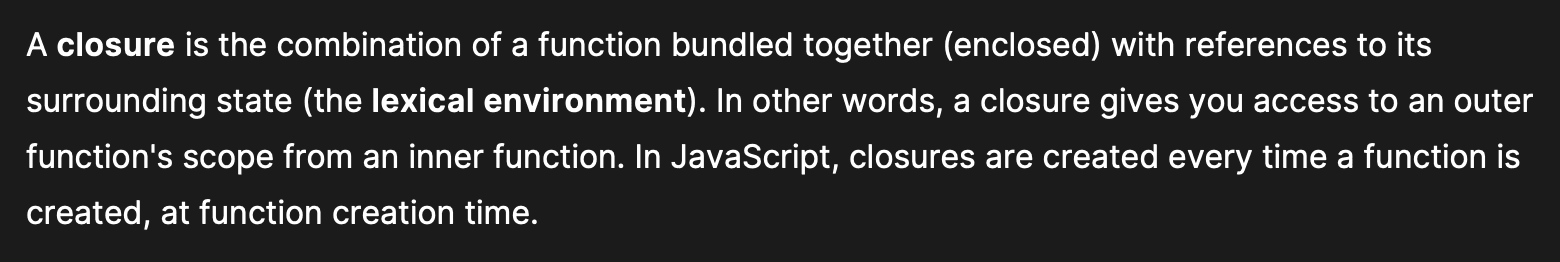 A closure is the combination of a function bundled together (enclosed) with references to its
surrounding state (the lexical environment). In other words, a closure gives you access to an outer
function's scope from an inner function. In JavaScript, closures are created every time a function is
created, at function creation time.